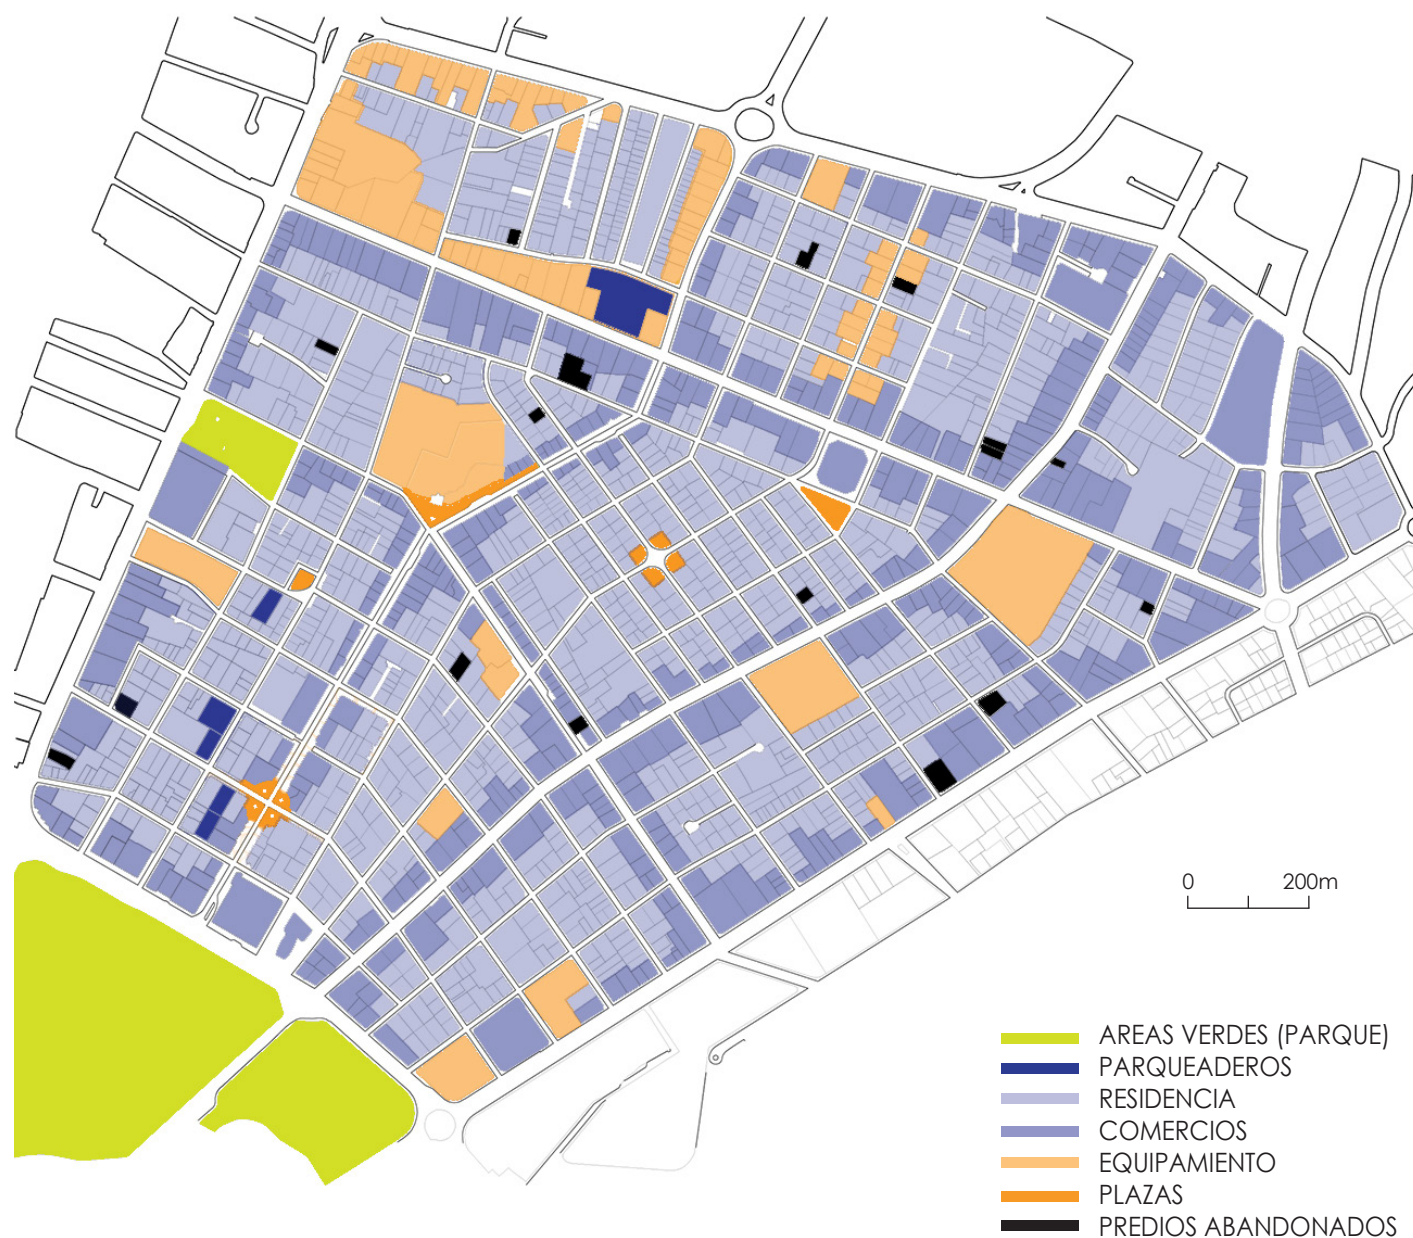 0 200m
AREAS VERDES (PARQUE)
PARQUEADEROS
RESIDENCIA
COMERCIOS
EQUIPAMIENTO
PLAZAS
PREDIOS ABANDONADOS